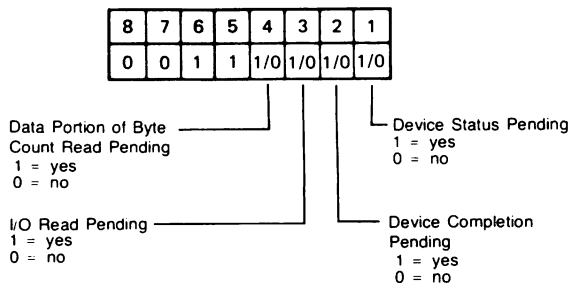 8 7 6 5 4 3 2 1
0 0 1 1 1/0 1/0 1/0 1/0
Data Portion of Byte
Count Read Pending
1 = yes
0 = no
Device Status Pending
1 = yes
0 = no
I/O Read Pending
1 = yes
0 = no
Device Completion
Pending
1 = yes
0 = no